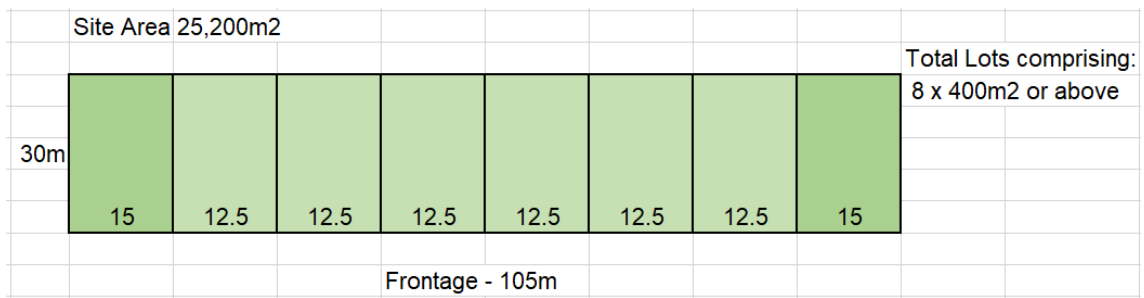 Site Area 25,200m2
Total Lots comprising:
8 x 400m2 or above
30m
15 12.5 12.5 12.5 12.5 12.5 12.5 15
Frontage - 105m